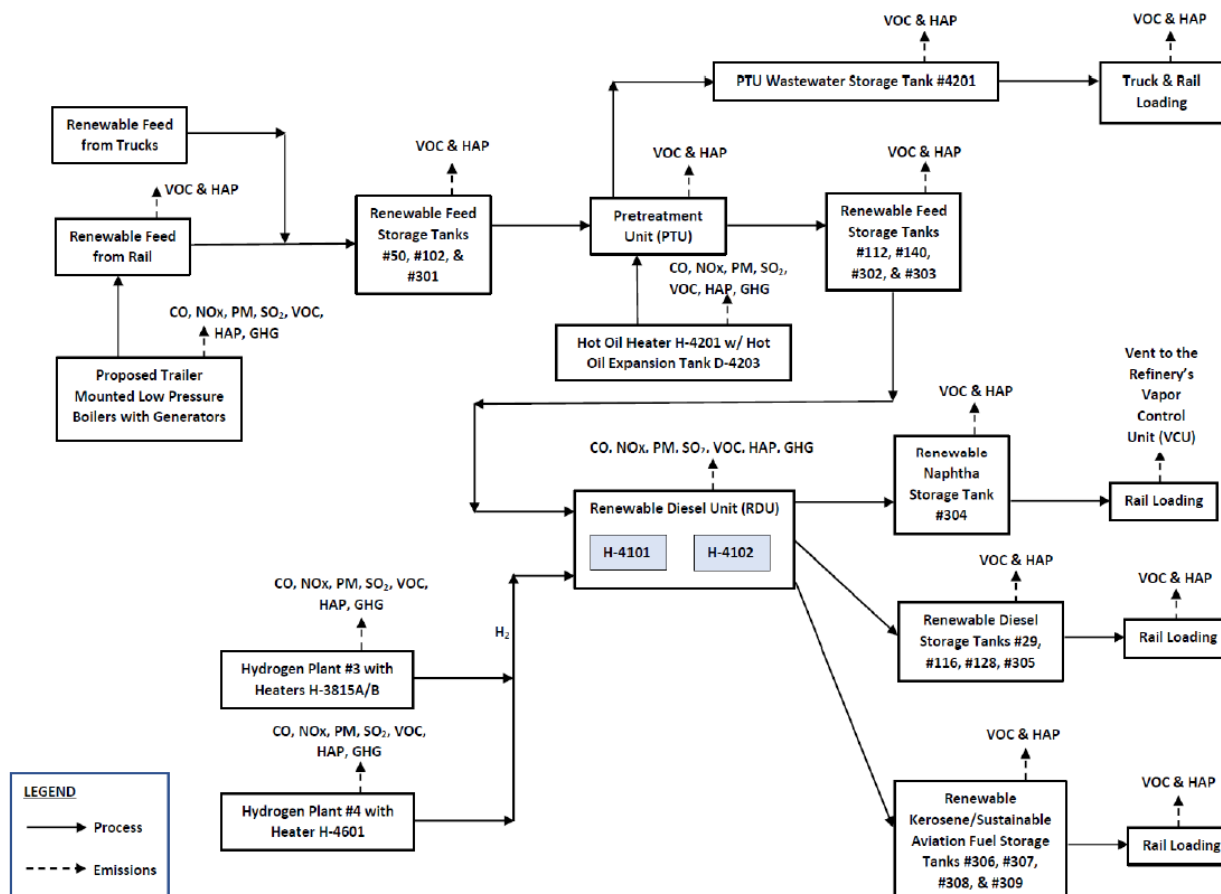 VOC & HAP
VOC & HAP
PTU Wastewater Storage Tank #4201
Truck & Rail
Loading
Renewable Feed
from Trucks
VOC & HAP
VOC & HAP
VOC & HAP
VOC & HAP
Renewable Feed
from Rail
Renewable Feed
Storage Tanks
#50, #102, &
#301
Pretreatment
Unit (PTU)
Renewable Feed
Storage Tanks
#112, #140,
#302, & #303
CO, NOx, PM, SO₂, VOC,
HAP, GHG
CO, NOx, PM, SO₂,
VOC, HAP, GHG
Proposed Trailer
Mounted Low Pressure
Boilers with Generators
Hot Oil Heater H-4201 w/ Hot
Oil Expansion Tank D-4203
VOC & HAP
Vent to the
Refinery's
Vapor
Control
Unit (VCU)
CO, NOx, PM, SO₂, VOC, HAP, GHG
Renewable
Naphtha
Storage Tank
#304
Rail Loading
Renewable Diesel Unit (RDU)
H-4101
H-4102
CO, NOx, PM, SO₂, VOC,
HAP, GHG
H₂
VOC & HAP
VOC & HAP
Renewable Diesel
Storage Tanks #29,
#116, #128, #305
Rail Loading
Hydrogen Plant #3 with
Heaters H-3815A/B
CO, NOx, PM, SO₂, VOC,
HAP, GHG
VOC & HAP
VOC & HAP
Hydrogen Plant #4 with
Heater H-4601
Renewable
Kerosene/Sustainable
Aviation Fuel Storage
Tanks #306, #307,
#308, & #309
Rail Loading
LEGEND
Process
Emissions